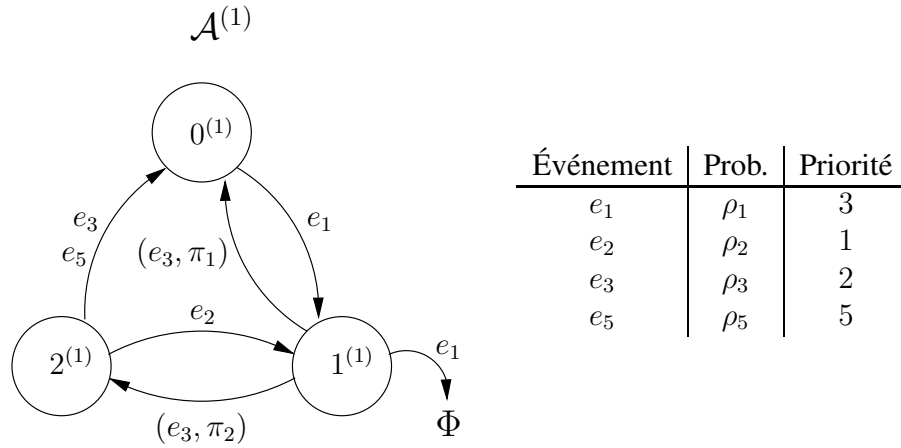 𝒜⁽¹⁾
0⁽¹⁾
e₃
e₅
(e₃, π₁)
e₁
e₂
2⁽¹⁾
1⁽¹⁾
e₁
(e₃, π₂)
Φ
Événement Prob. Priorité
e₁ ρ₁ 3
e₂ ρ₂ 1
e₃ ρ₃ 2
e₅ ρ₅ 5